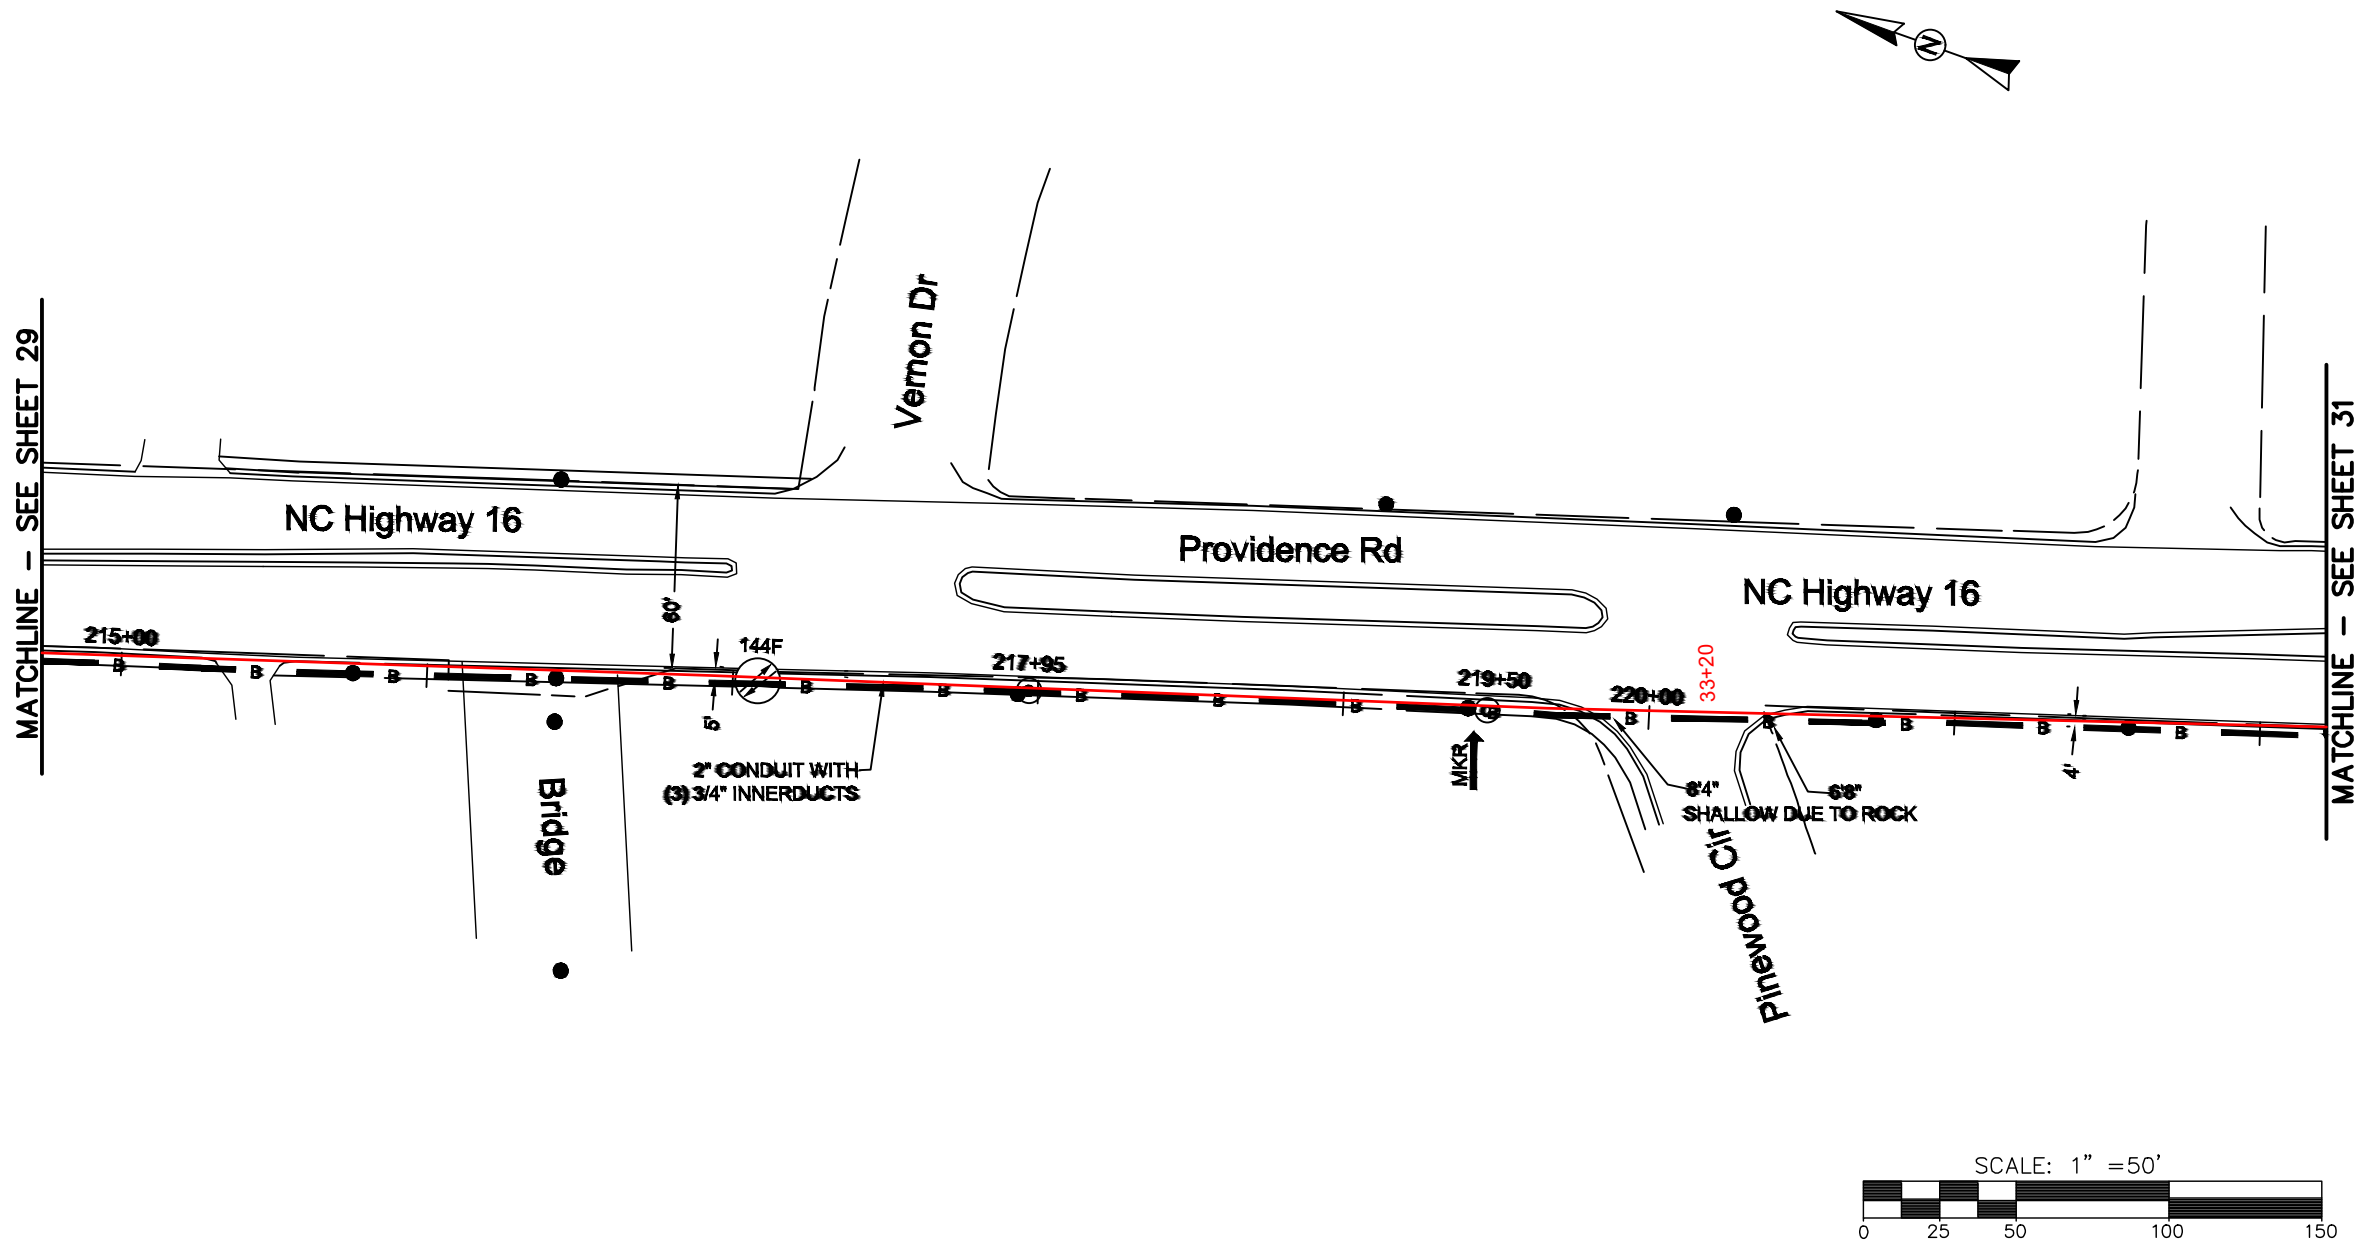 N
MATCHLINE - SEE SHEET 29
Vernon Dr
NC Highway 16
Providence Rd
NC Highway 16
MATCHLINE - SEE SHEET 31
215+00
60'
144F
217+95
219+50
220+00
33+20
B B B B B B B B B B B B B B B B
5'
MKR
4'
2" CONDUIT WITH
(3) 3/4" INNERDUCTS
8'4"
6'8"
SHALLOW DUE TO ROCK
Bridge
Pinewood Cir
SCALE: 1" =50'
0 25 50 100 150